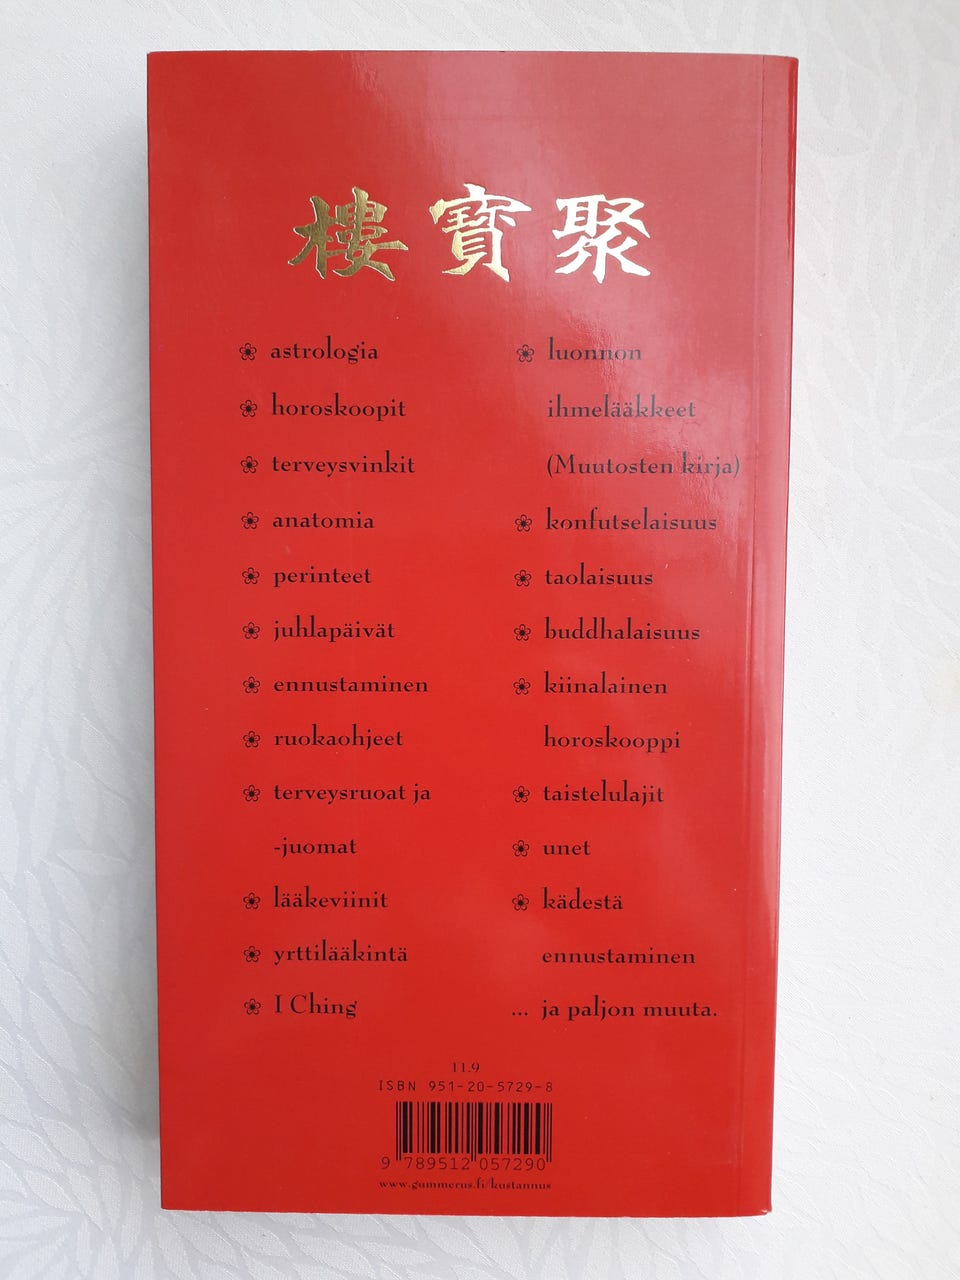 樓寶聚
astrologia
horoskoopit
terveysvinkit
anatomia
perinteet
juhlapäivät
ennustaminen
ruokaohjeet
terveysruoat ja
-juomat
lääkeviinit
yrttilääkintä
I Ching
luonnon
ihmelääkkeet
(Muutosten kirja)
konfutselaisuus
taolaisuus
buddhalaisuus
kiinalainen
horoskooppi
taistelulajit
unet
kädestä
ennustaminen
... ja paljon muuta.
11.9
ISBN 951-20-5729-8
9 789512 057290
www.gummerus.fi/kustannus